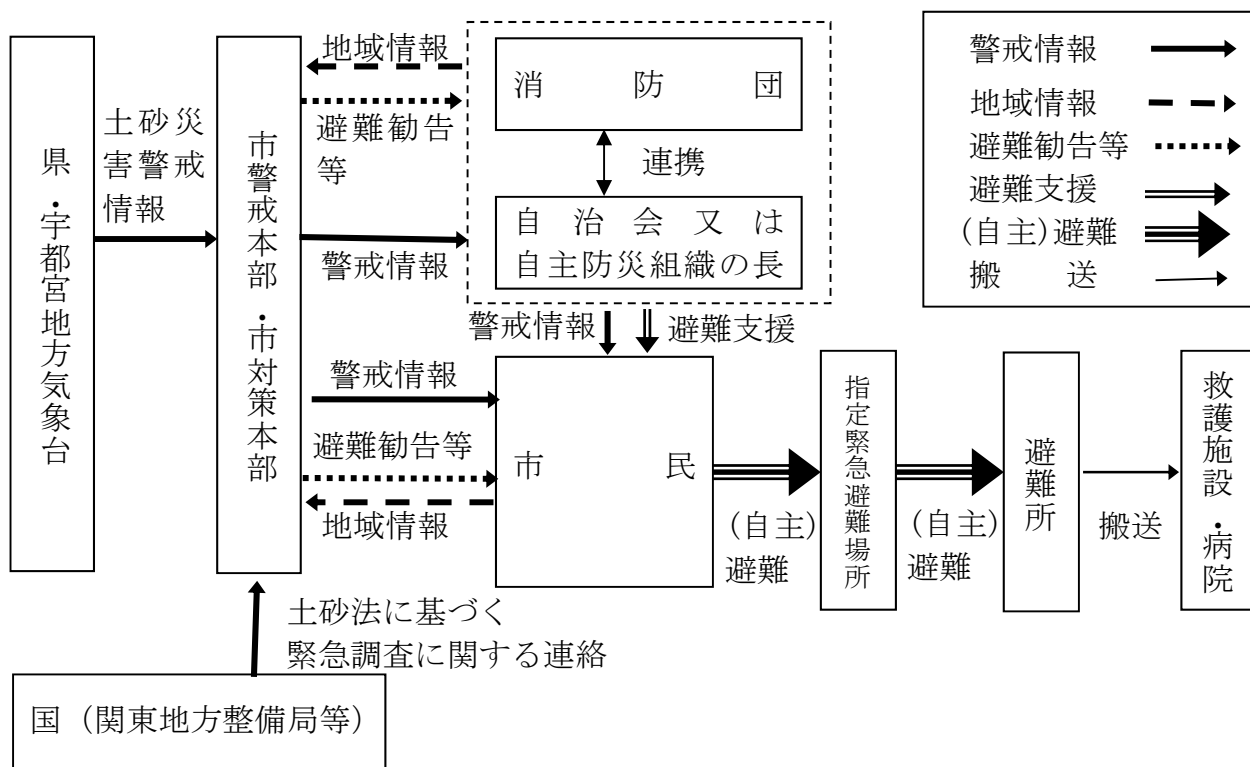 県・宇都宮地方気象台
土砂災
害警戒
情報
市警戒本部・市対策本部
地域情報
避難勧告
等
警戒情報
消防団
連携
自治会又は
自主防災組織の長
警戒情報
避難支援
警戒情報
避難勧告等
地域情報
市民
(自主)
避難
指定緊急避難場所
(自主)
避難
避難所
搬送
救護施設・病院
土砂法に基づく
緊急調査に関する連絡
国（関東地方整備局等）
警戒情報
地域情報
避難勧告等
避難支援
(自主)避難
搬送